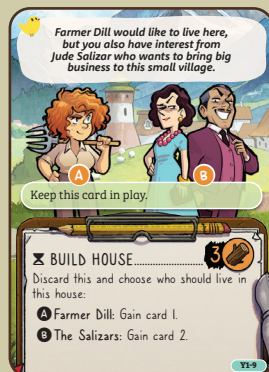 Farmer Dill would like to live here,
but you also have interest from
Jude Salizar who wants to bring big
business to this small village.
A
B
Keep this card in play.
BUILD HOUSE........................ 3
Discard this and choose who should live in
this house:
A Farmer Dill: Gain card 1.
B The Salizars: Gain card 2.
Y1-9